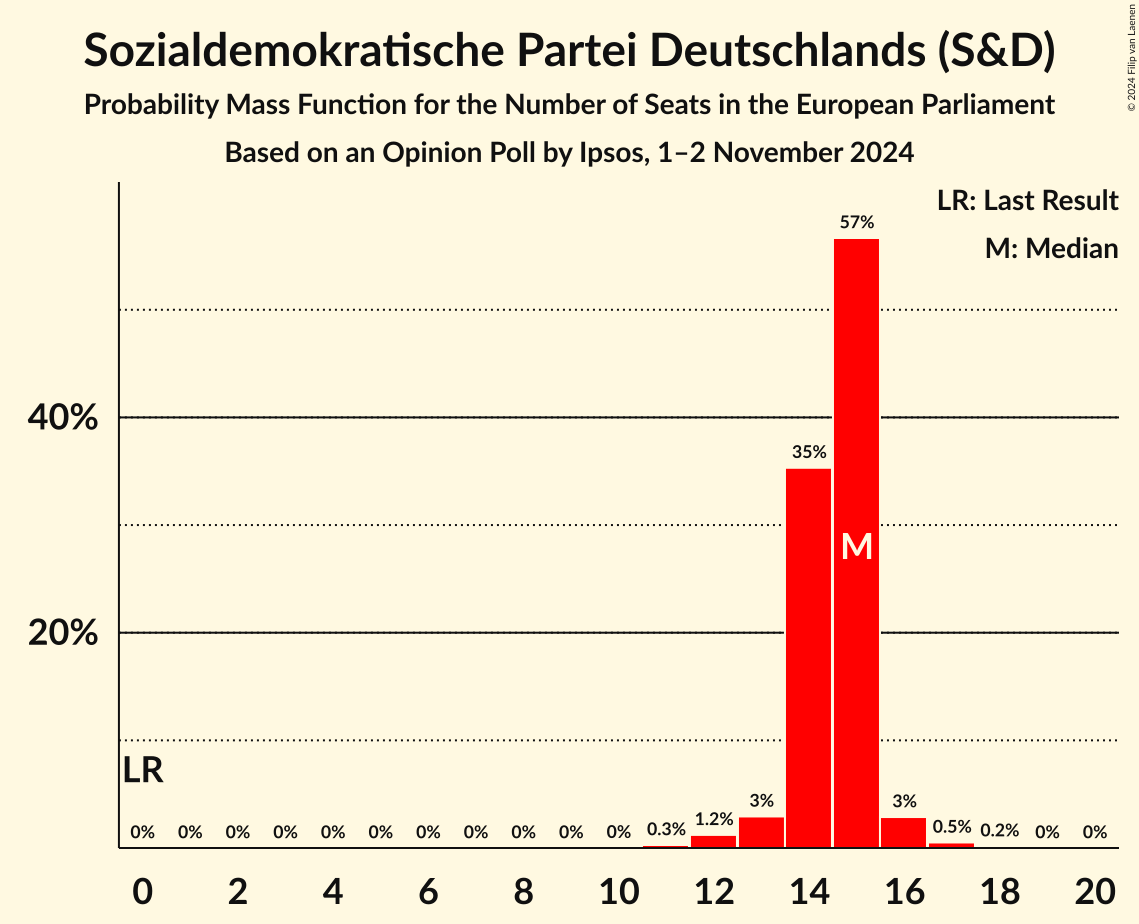 © 2024 Filip van Laenen
Sozialdemokratische Partei Deutschlands (S&D)
Probability Mass Function for the Number of Seats in the European Parliament
Based on an Opinion Poll by Ipsos, 1–2 November 2024
LR: Last Result
M: Median
57%
40%
35%
M
20%
LR
0% 0% 0% 0% 0% 0% 0% 0% 0% 0% 0% 0.3% 1.2% 3% 3% 0.5% 0.2% 0% 0%
0 2 4 6 8 10 12 14 16 18 20